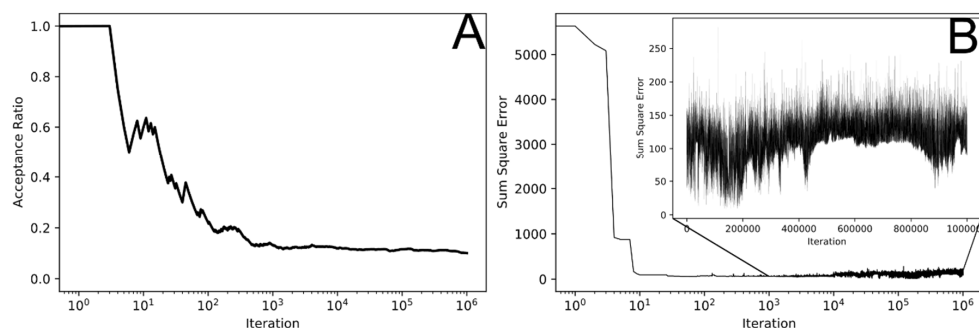 A
1.0
0.8
0.6
0.4
0.2
0.0
Acceptance Ratio
10⁰ 10¹ 10² 10³ 10⁴ 10⁵ 10⁶
Iteration
B
5000
4000
3000
2000
1000
0
Sum Square Error
10⁰ 10¹ 10² 10³ 10⁴ 10⁵ 10⁶
Iteration
250
200
150
100
50
0
Sum Square Error
0 200000 400000 600000 800000 100000
Iteration